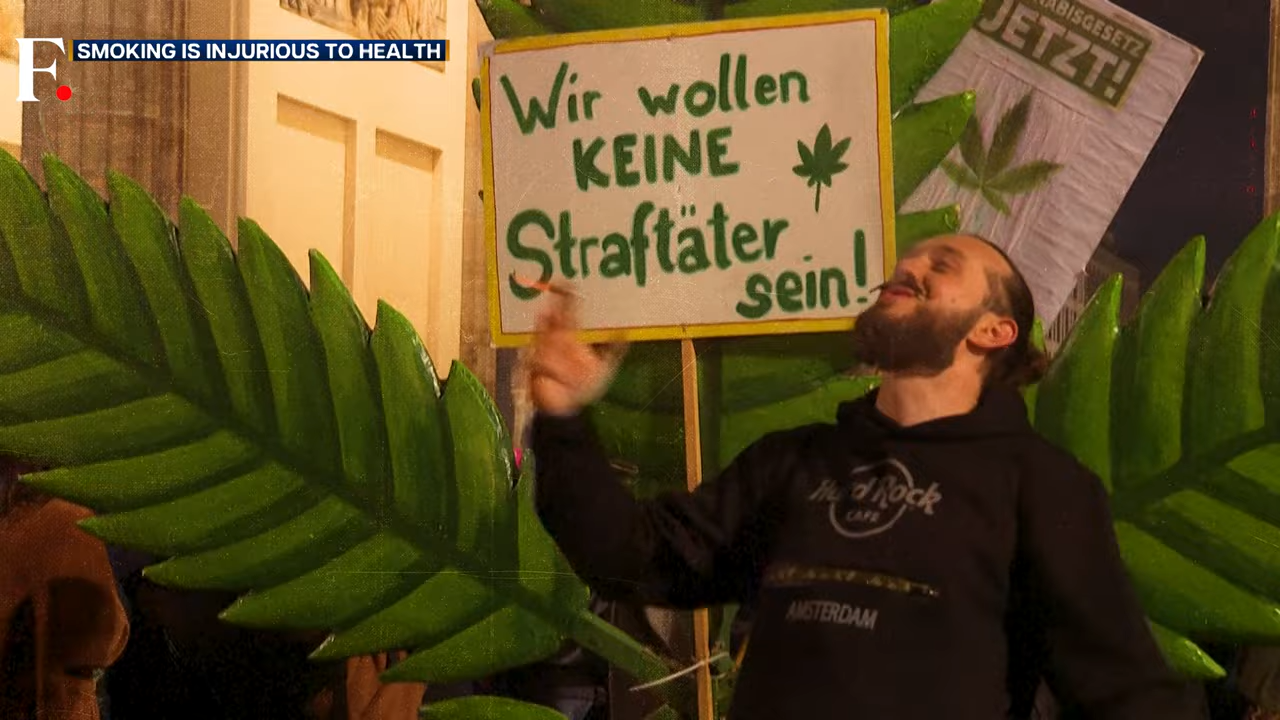 F
SMOKING IS INJURIOUS TO HEALTH
Wir wollen
KEINE
Straftäter
sein!
JETZT!
Hard Rock
CAFE
AMSTERDAM